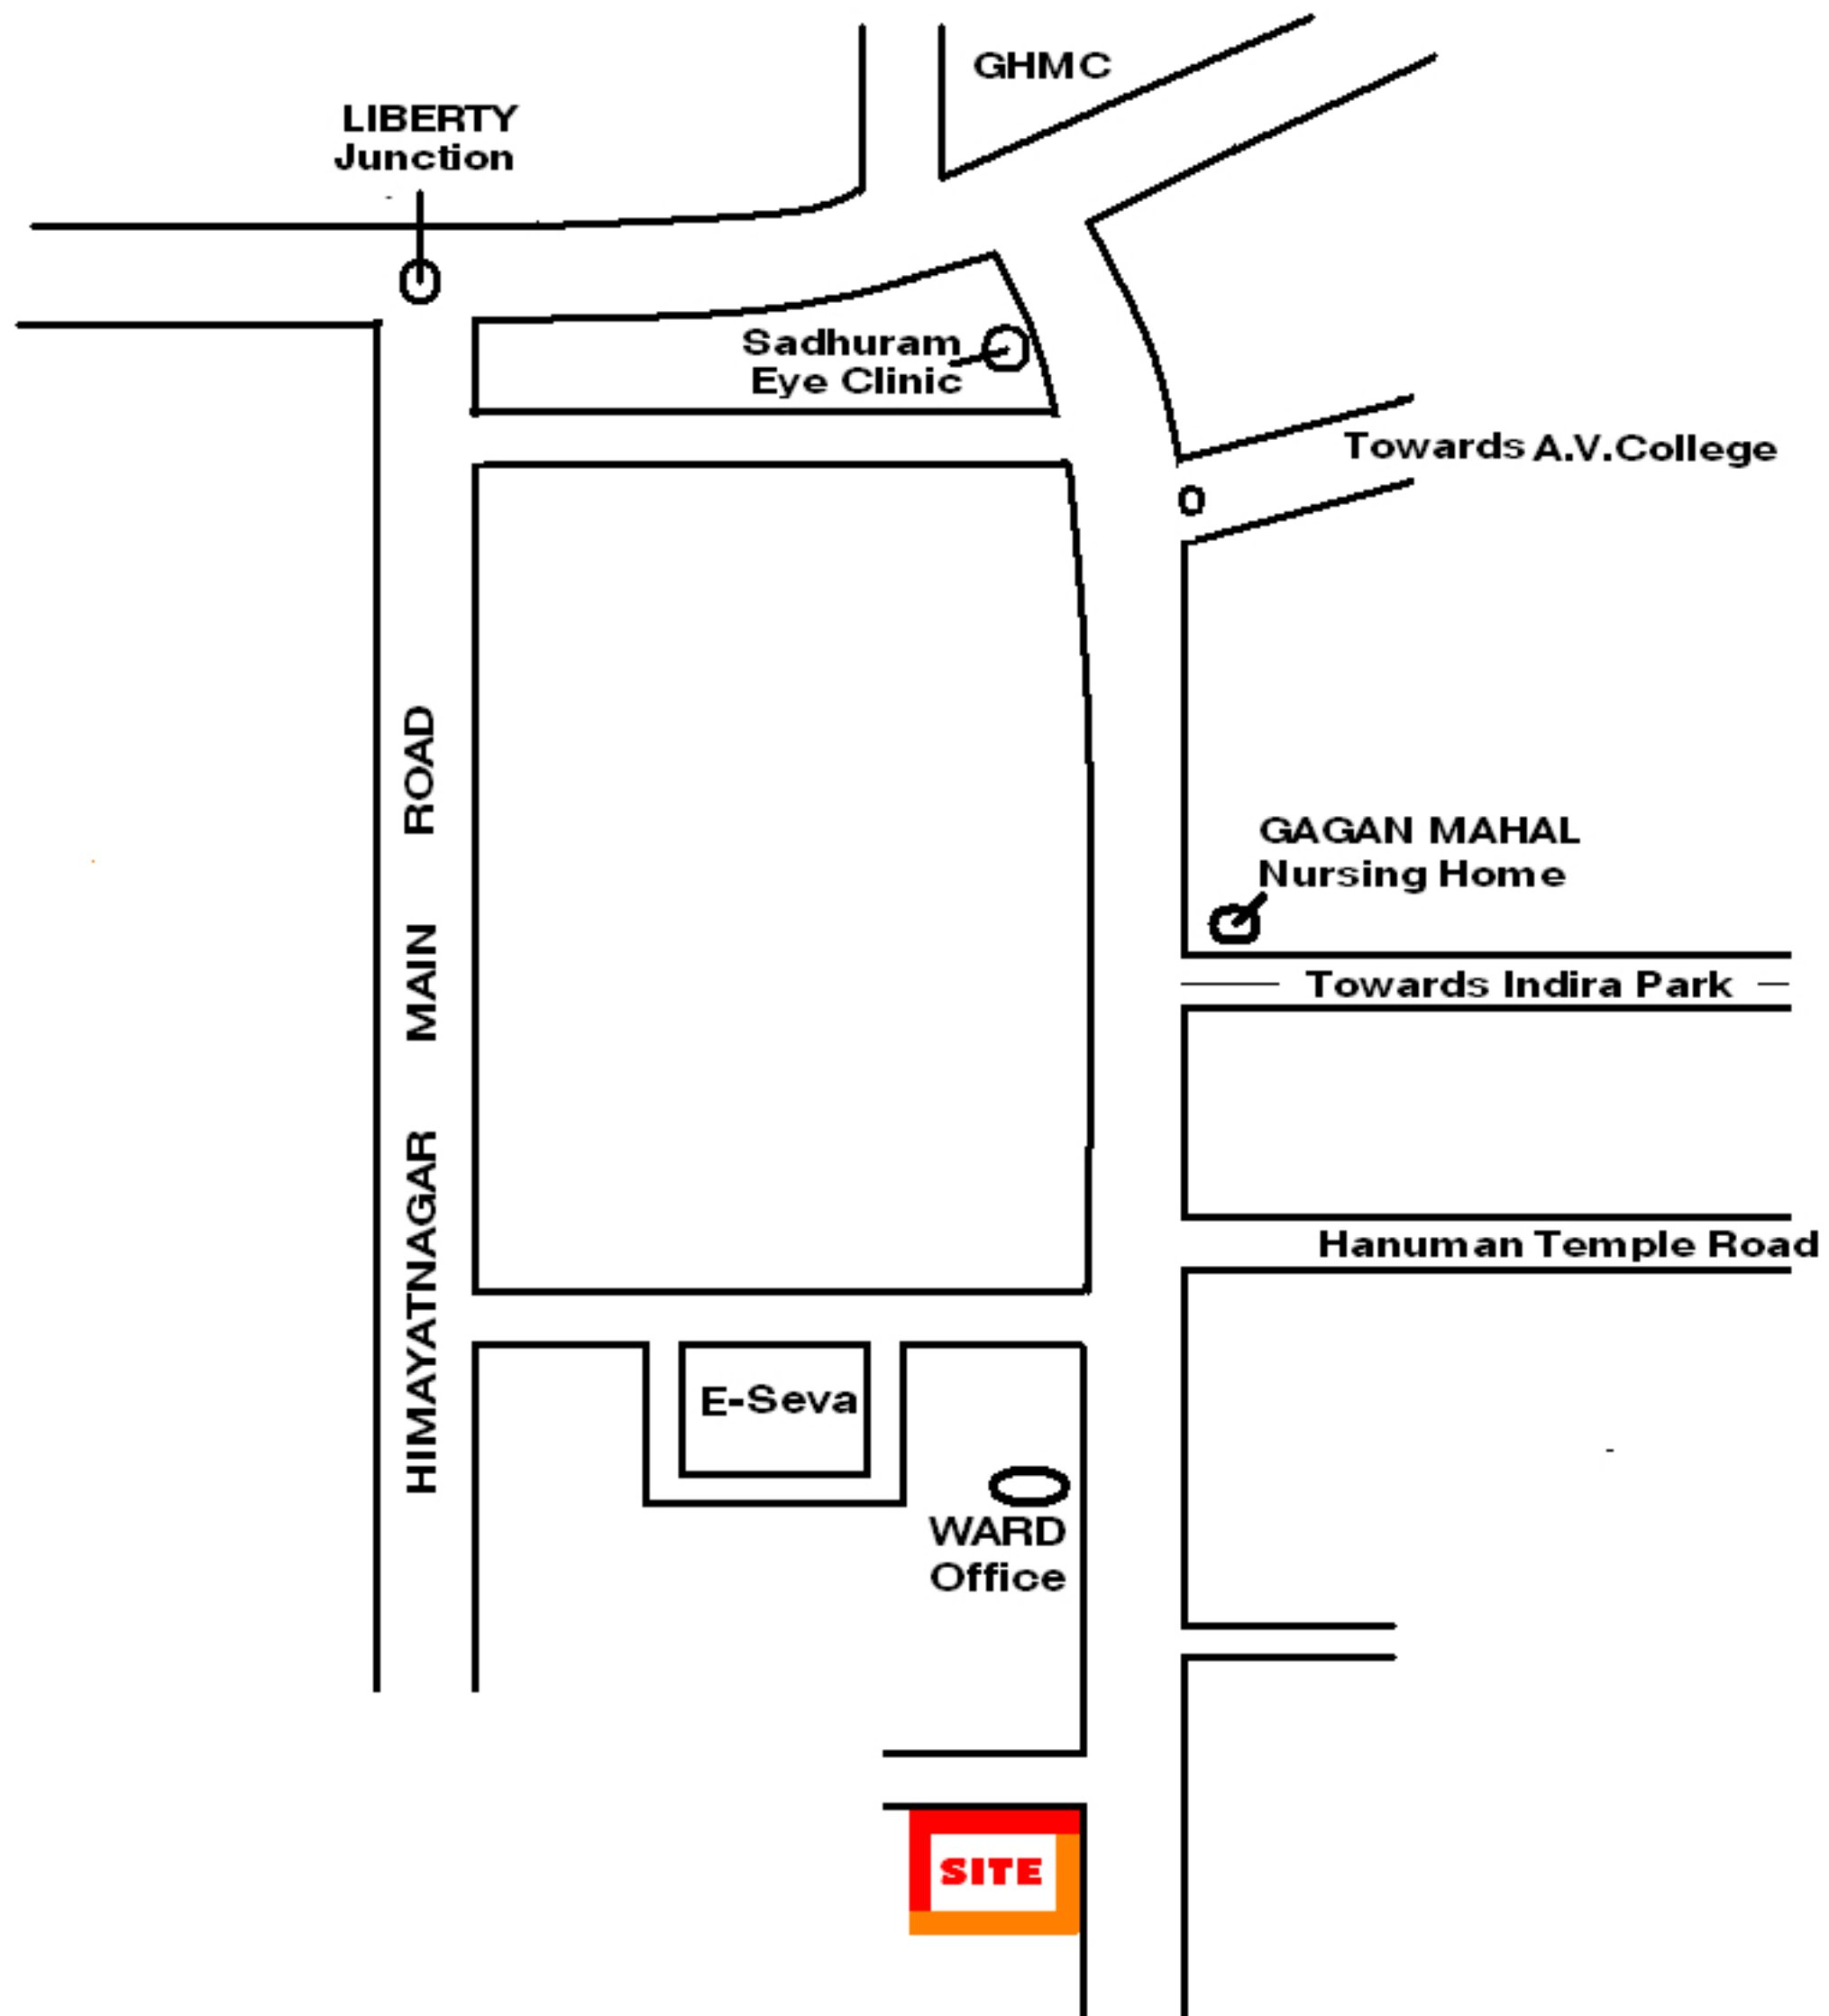 GHMC
LIBERTY
Junction
Sadhuram
Eye Clinic
Towards A.V.College
GAGAN MAHAL
Nursing Home
Towards Indira Park
HIMAYATNAGAR MAIN ROAD
Hanuman Temple Road
E-Seva
WARD
Office
SITE